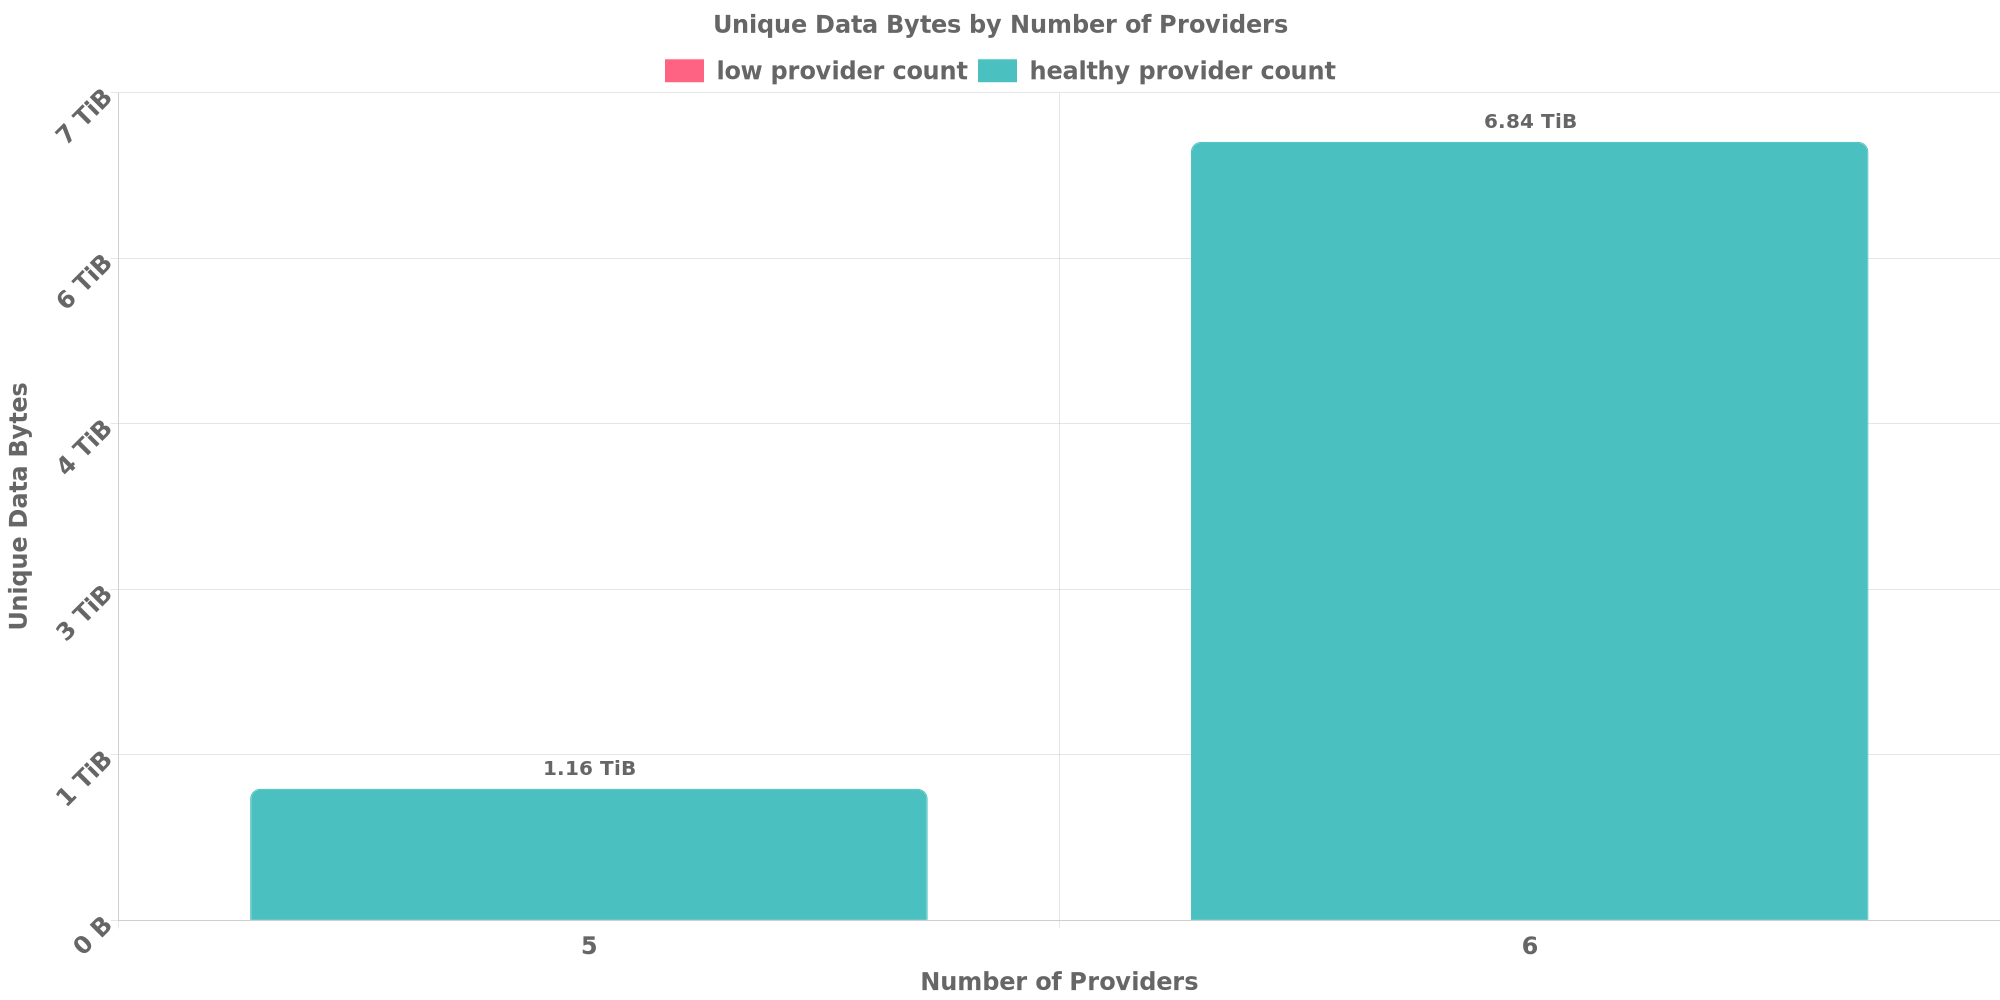 Unique Data Bytes by Number of Providers
low provider count
healthy provider count
7 TiB
6 TiB
4 TiB
3 TiB
1 TiB
0 B
Unique Data Bytes
1.16 TiB
6.84 TiB
5
6
Number of Providers